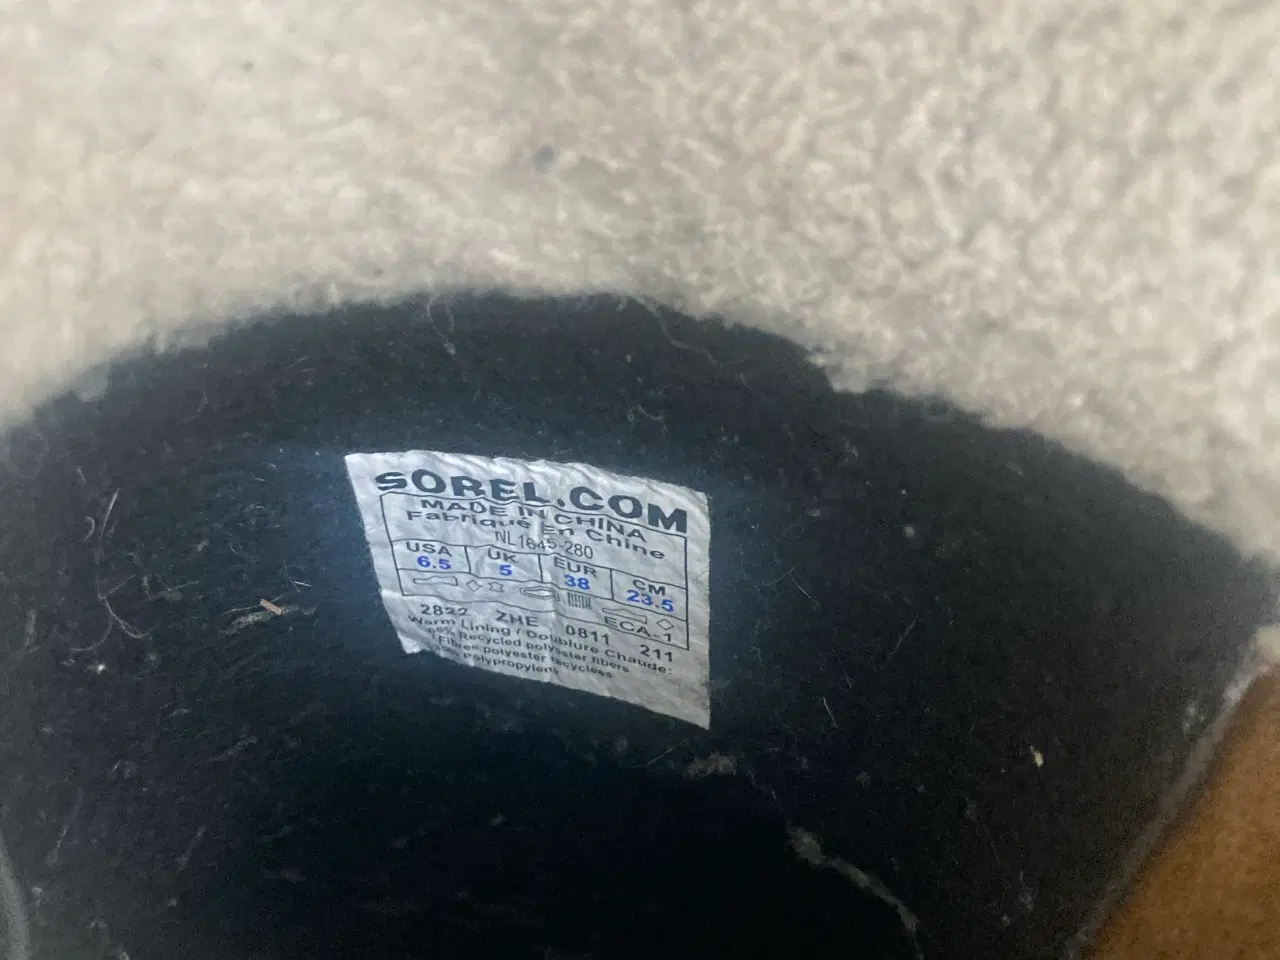 SOREL.COM
MADE IN CHINA
Fabriqué En Chine
NL1645-280
USA UK EUR CM
6.5 5 38 23.5
ECA-1
2822 ZHE 0811 211
Warm Lining / Doublure Chaude:
Recycled polyester fibers
/Fibres polyester recyclées
Polypropylene